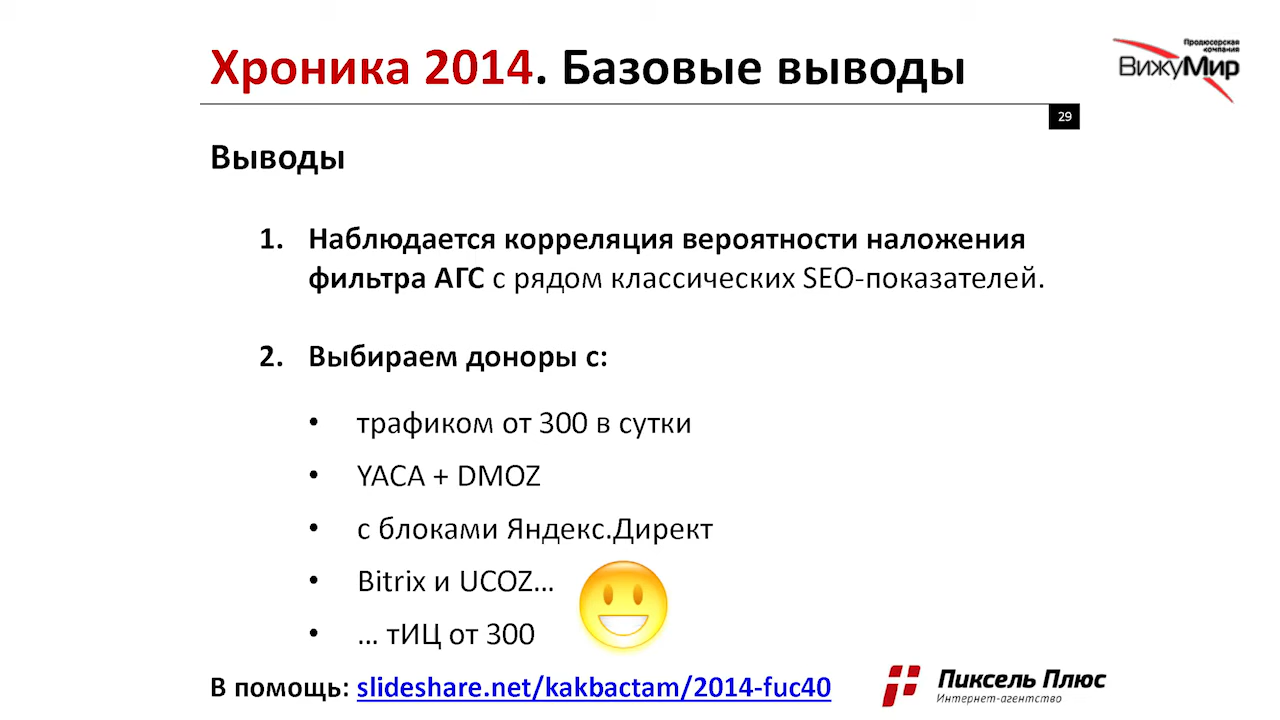 Хроника 2014. Базовые выводы
Продюсерская
компания
ВижуМир
29
Выводы
1. Наблюдается корреляция вероятности наложения
фильтра АГС с рядом классических SEO-показателей.
2. Выбираем доноры с:
• трафиком от 300 в сутки
• YACA + DMOZ
• с блоками Яндекс.Директ
• Bitrix и UCOZ...
• ... тИЦ от 300
В помощь: slideshare.net/kakbactam/2014-fuc40
Пиксель Плюс
Интернет-агентство